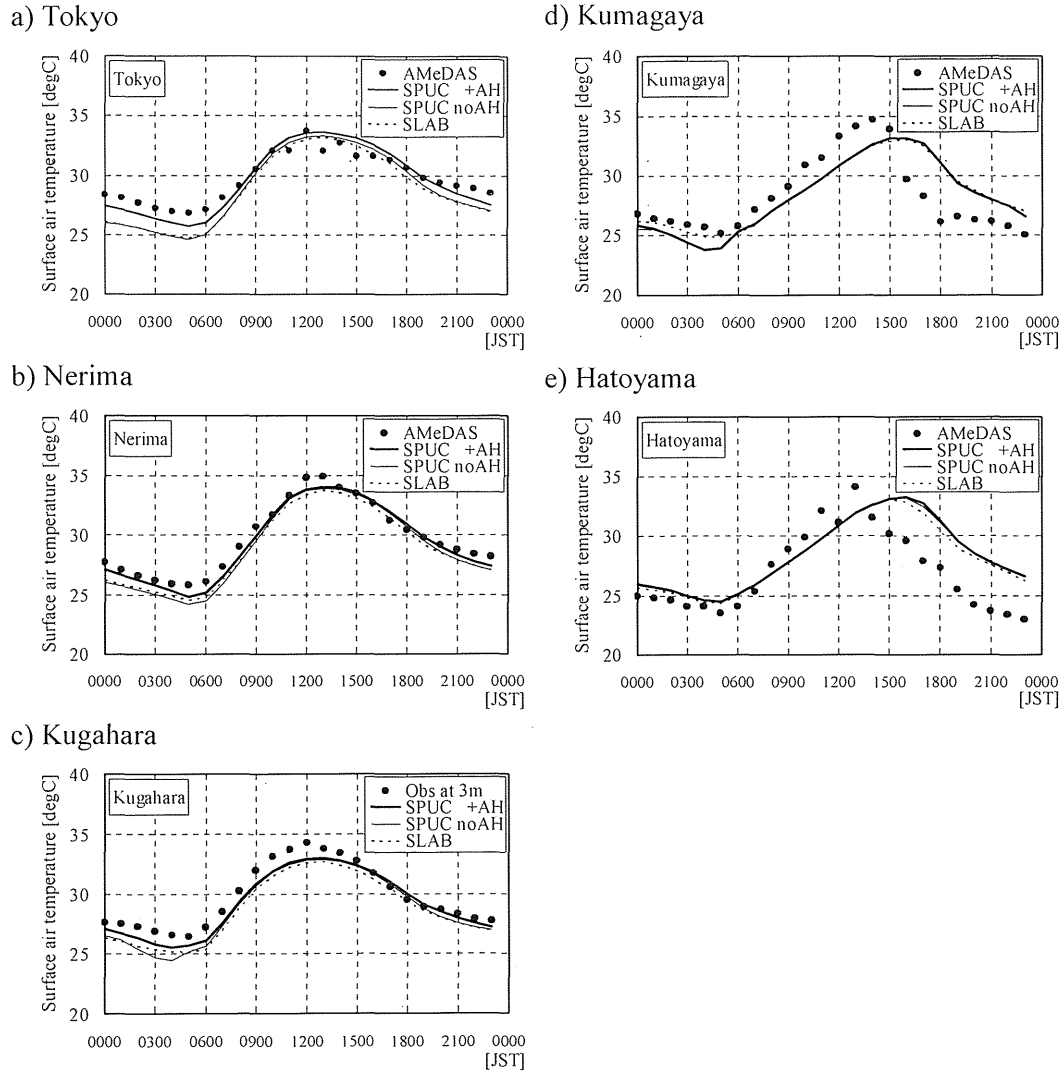 a) Tokyo
Surface air temperature [degC]
40
35
30
25
20
Tokyo
AMeDAS
SPUC +AH
SPUC noAH
SLAB
0000 0300 0600 0900 1200 1500 1800 2100 0000
[JST]
b) Nerima
Surface air temperature [degC]
40
35
30
25
20
Nerima
AMeDAS
SPUC +AH
SPUC noAH
SLAB
0000 0300 0600 0900 1200 1500 1800 2100 0000
[JST]
c) Kugahara
Surface air temperature [degC]
40
35
30
25
20
Kugahara
Obs at 3m
SPUC +AH
SPUC noAH
SLAB
0000 0300 0600 0900 1200 1500 1800 2100 0000
[JST]
d) Kumagaya
Surface air temperature [degC]
40
35
30
25
20
Kumagaya
AMeDAS
SPUC +AH
SPUC noAH
SLAB
0000 0300 0600 0900 1200 1500 1800 2100 0000
[JST]
e) Hatoyama
Surface air temperature [degC]
40
35
30
25
20
Hatoyama
AMeDAS
SPUC +AH
SPUC noAH
SLAB
0000 0300 0600 0900 1200 1500 1800 2100 0000
[JST]